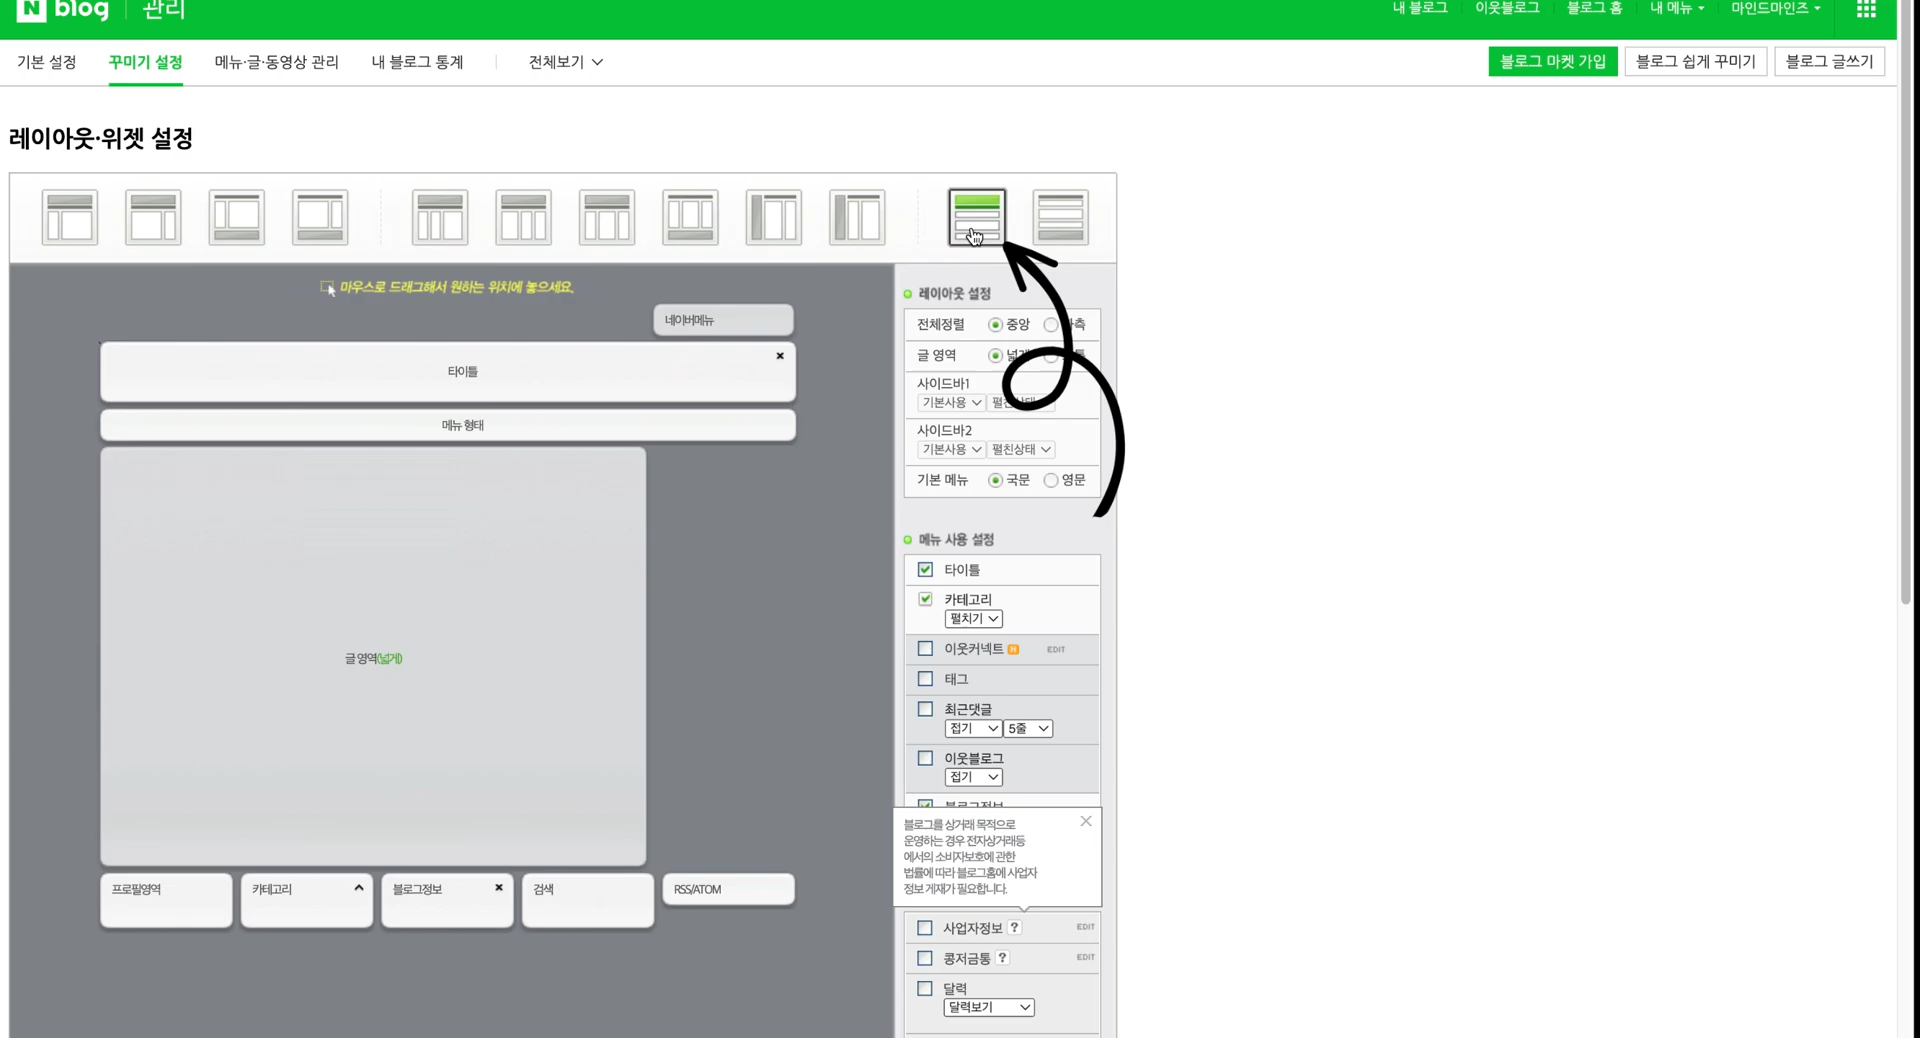 N blog 관리
내 블로그 이웃블로그 블로그 홈 내 메뉴 마인드마인즈
기본 설정 꾸미기 설정 메뉴·글·동영상 관리 내 블로그 통계 전체보기
블로그 마켓 가입 블로그 쉽게 꾸미기 블로그 글쓰기
레이아웃·위젯 설정
마우스로 드래그해서 원하는 위치에 놓으세요.
네이버메뉴
타이틀
메뉴 형태
글 영역(넓게)
프로필영역 카테고리 블로그정보 검색 RSS/ATOM
레이아웃 설정
전체정렬 중앙
글 영역
사이드바1
기본사용
사이드바2
기본사용 펼친상태
기본 메뉴 국문 영문
메뉴 사용 설정
타이틀
카테고리
펼치기
이웃커넥트 N EDIT
태그
최근댓글
접기 5줄
이웃블로그
접기
블로그정보
블로그를 상거래 목적으로
운영하는 경우 전자상거래등
에서의 소비자보호에 관한
법률에 따라 블로그홈에 사업자
정보 게재가 필요합니다.
사업자정보 ? EDIT
콩저금통 ? EDIT
달력
달력보기